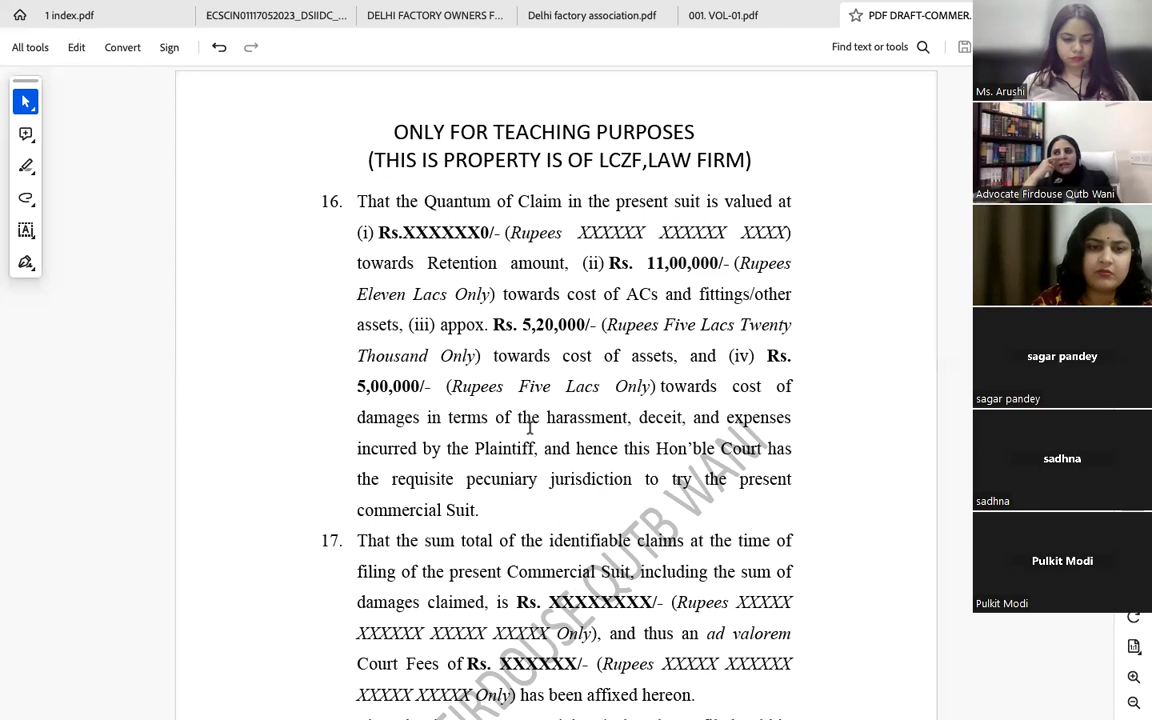 1 index.pdf
ECSCIN01117052023_DSIIDC_...
DELHI FACTORY OWNERS F...
Delhi factory association.pdf
001. VOL-01.pdf
PDF DRAFT-COMMER.
All tools
Edit
Convert
Sign
Find text or tools
ONLY FOR TEACHING PURPOSES
(THIS IS PROPERTY IS OF LCZF,LAW FIRM)
16. That the Quantum of Claim in the present suit is valued at
(i) Rs.XXXXXX0/- (Rupees XXXXXX XXXXXX XXXX)
towards Retention amount, (ii) Rs. 11,00,000/- (Rupees
Eleven Lacs Only) towards cost of ACs and fittings/other
assets, (iii) appox. Rs. 5,20,000/- (Rupees Five Lacs Twenty
Thousand Only) towards cost of assets, and (iv) Rs.
5,00,000/- (Rupees Five Lacs Only) towards cost of
damages in terms of the harassment, deceit, and expenses
incurred by the Plaintiff, and hence this Hon'ble Court has
the requisite pecuniary jurisdiction to try the present
commercial Suit.
17. That the sum total of the identifiable claims at the time of
filing of the present Commercial Suit, including the sum of
damages claimed, is Rs. XXXXXXXX/- (Rupees XXXXX
XXXXXX XXXXX XXXXX Only), and thus an ad valorem
Court Fees of Rs. XXXXXX/- (Rupees XXXXX XXXXXX
XXXXX XXXXX Only) has been affixed hereon.
FIRDOUSE QUTB WANI
Ms. Arushi
Advocate Firdouse Qutb Wani
sagar pandey
sagar pandey
sadhna
sadhna
Pulkit Modi
Pulkit Modi